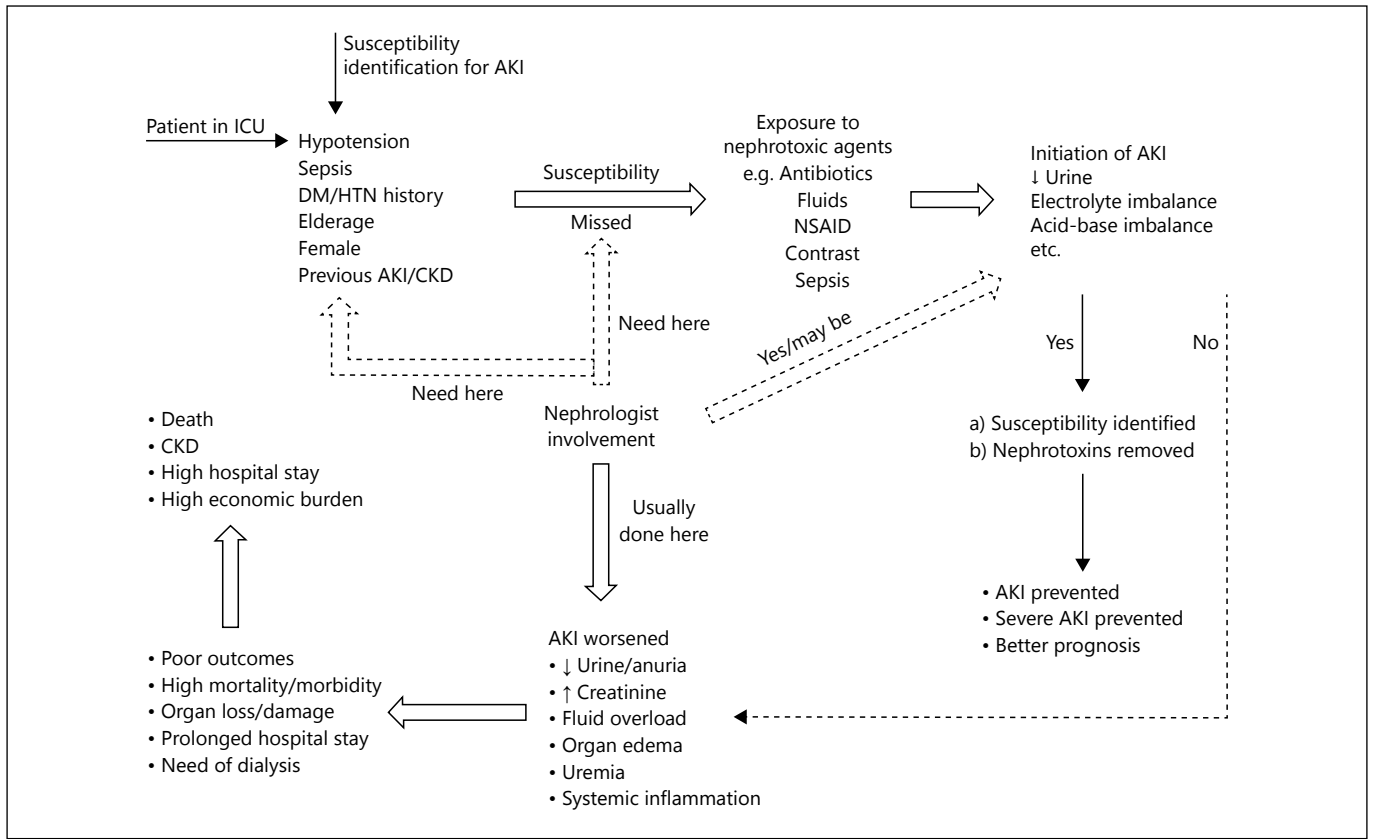 Susceptibility
identification for AKI
Patient in ICU
Hypotension
Sepsis
DM/HTN history
Elderage
Female
Previous AKI/CKD
Susceptibility
Missed
Exposure to
nephrotoxic agents
e.g. Antibiotics
Fluids
NSAID
Contrast
Sepsis
Initiation of AKI
↓ Urine
Electrolyte imbalance
Acid-base imbalance
etc.
Need here
Need here
Yes/may be
Yes
No
Nephrologist
involvement
a) Susceptibility identified
b) Nephrotoxins removed
• Death
• CKD
• High hospital stay
• High economic burden
Usually
done here
• AKI prevented
• Severe AKI prevented
• Better prognosis
AKI worsened
• ↓ Urine/anuria
• ↑ Creatinine
• Fluid overload
• Organ edema
• Uremia
• Systemic inflammation
• Poor outcomes
• High mortality/morbidity
• Organ loss/damage
• Prolonged hospital stay
• Need of dialysis